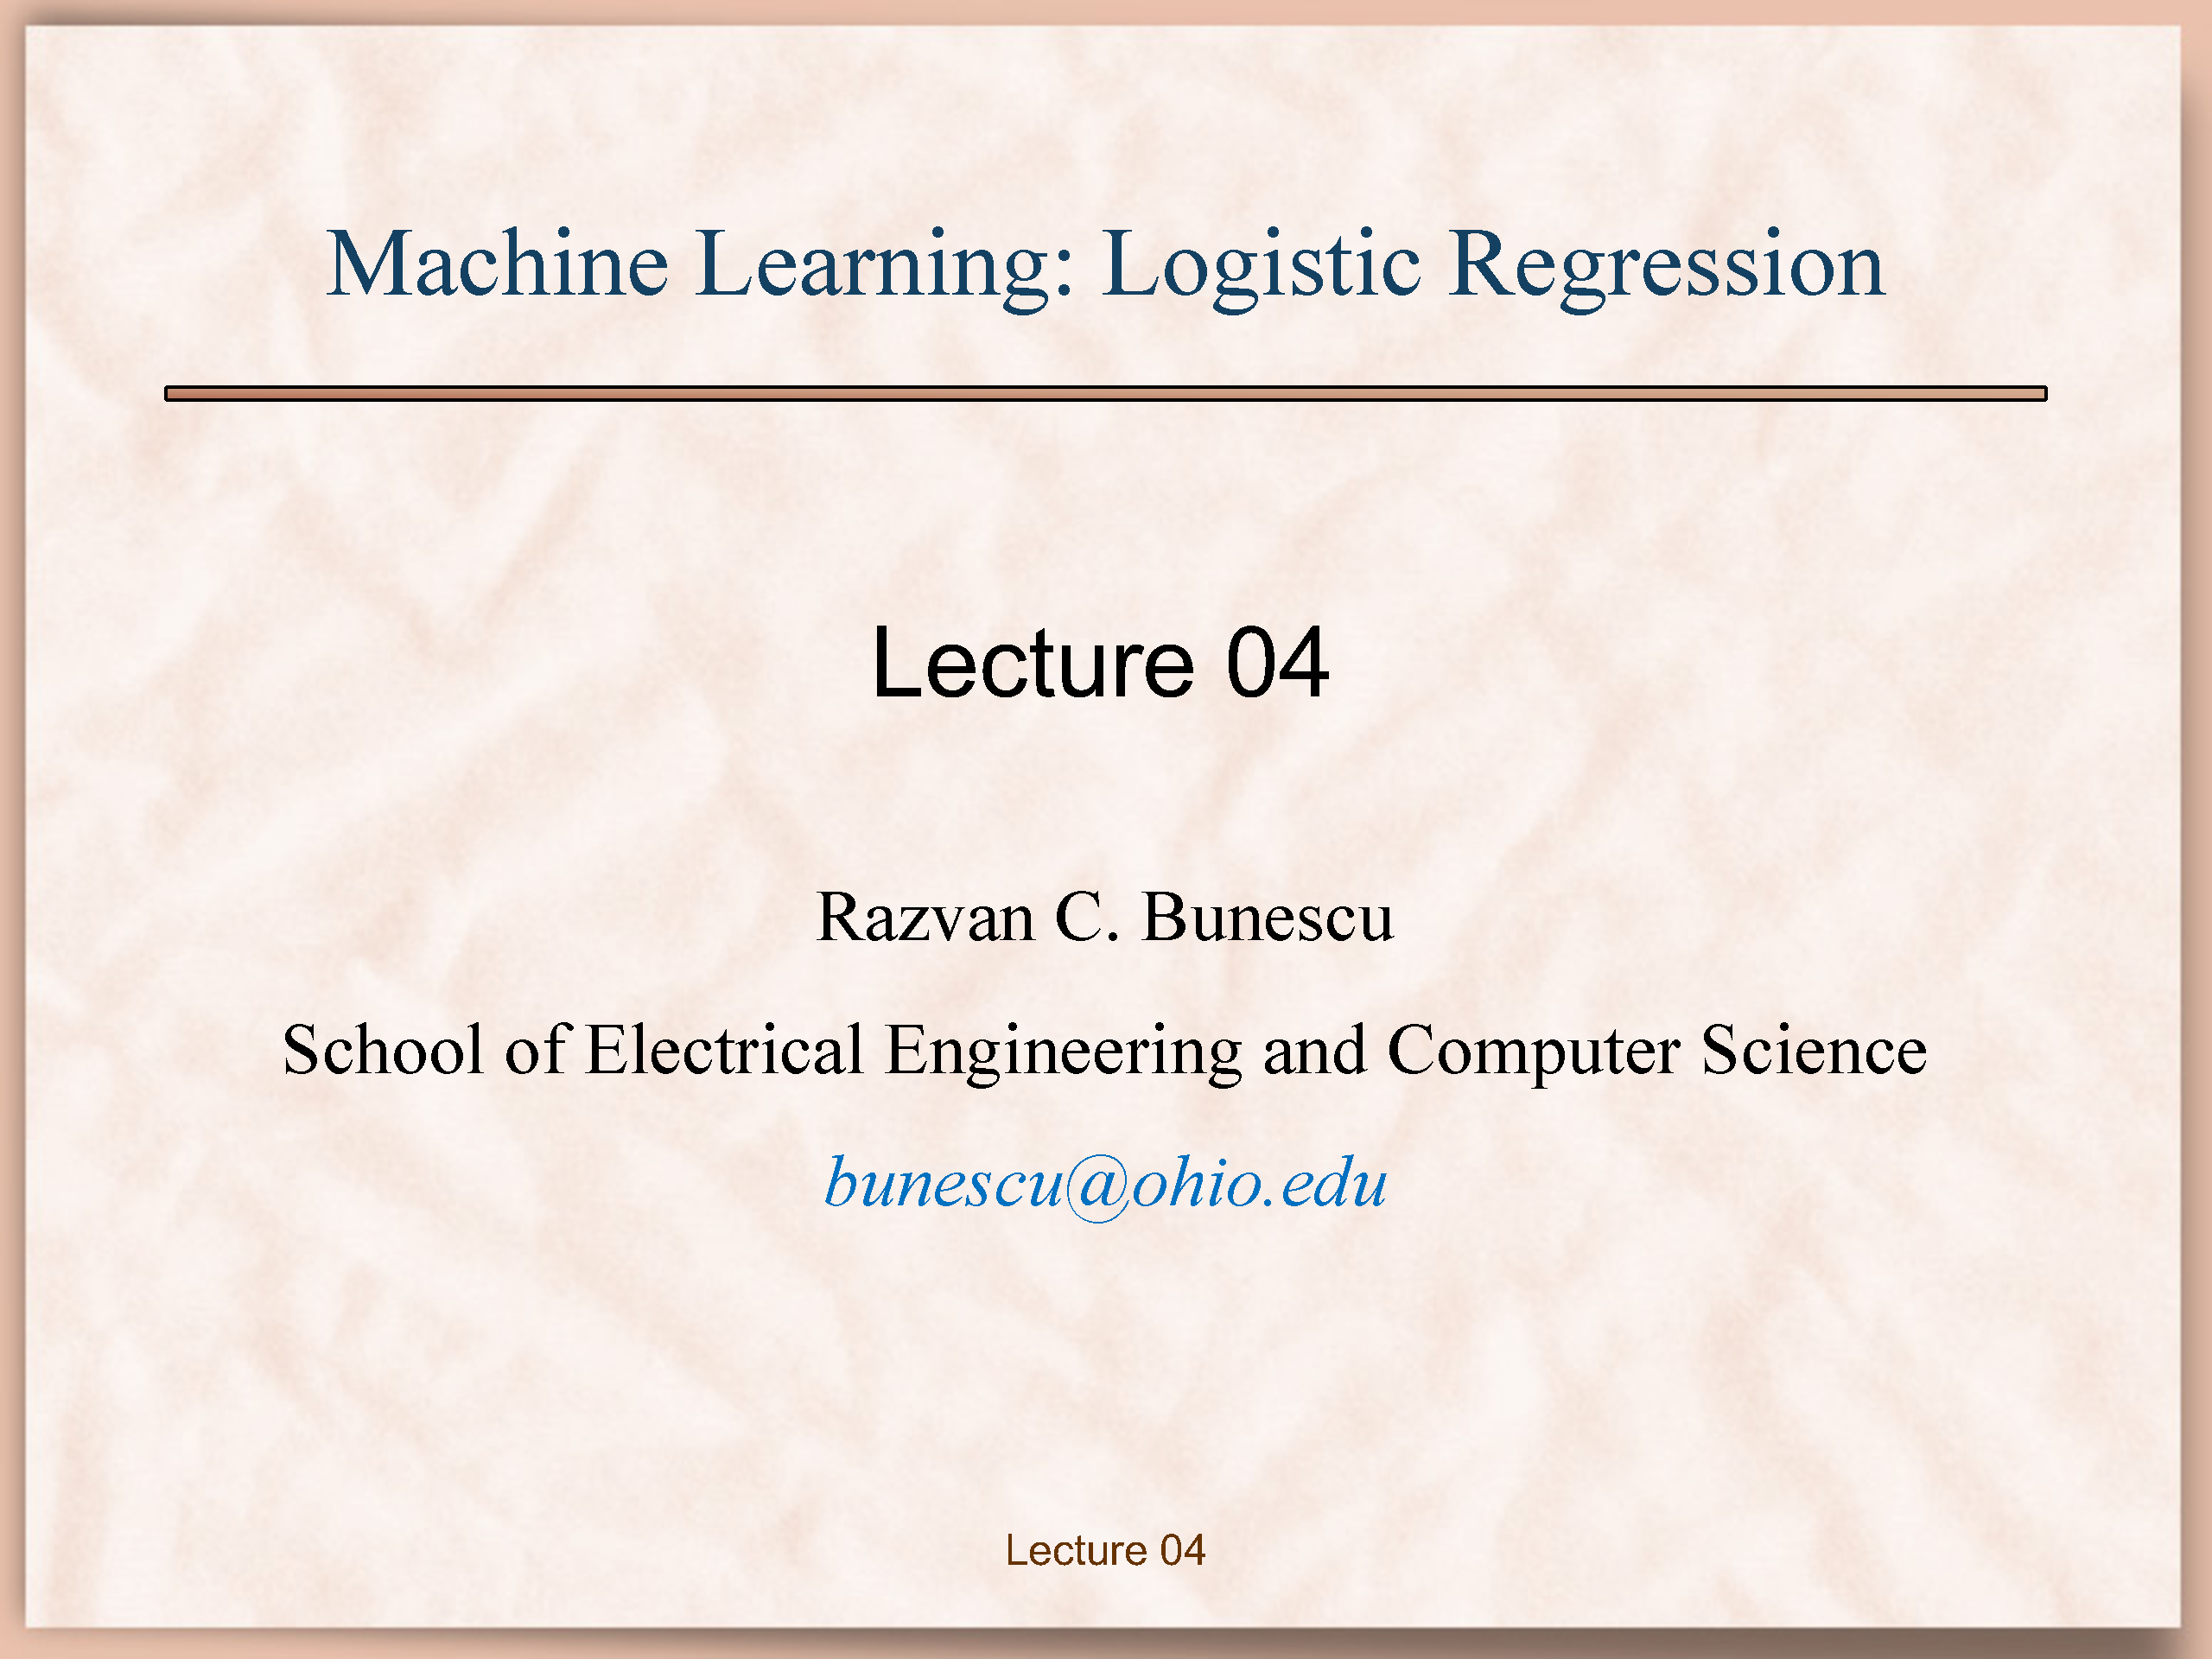 Machine Learning: Logistic Regression
Lecture 04
Razvan C. Bunescu
School of Electrical Engineering and Computer Science
bunescu@ohio.edu
Lecture 04